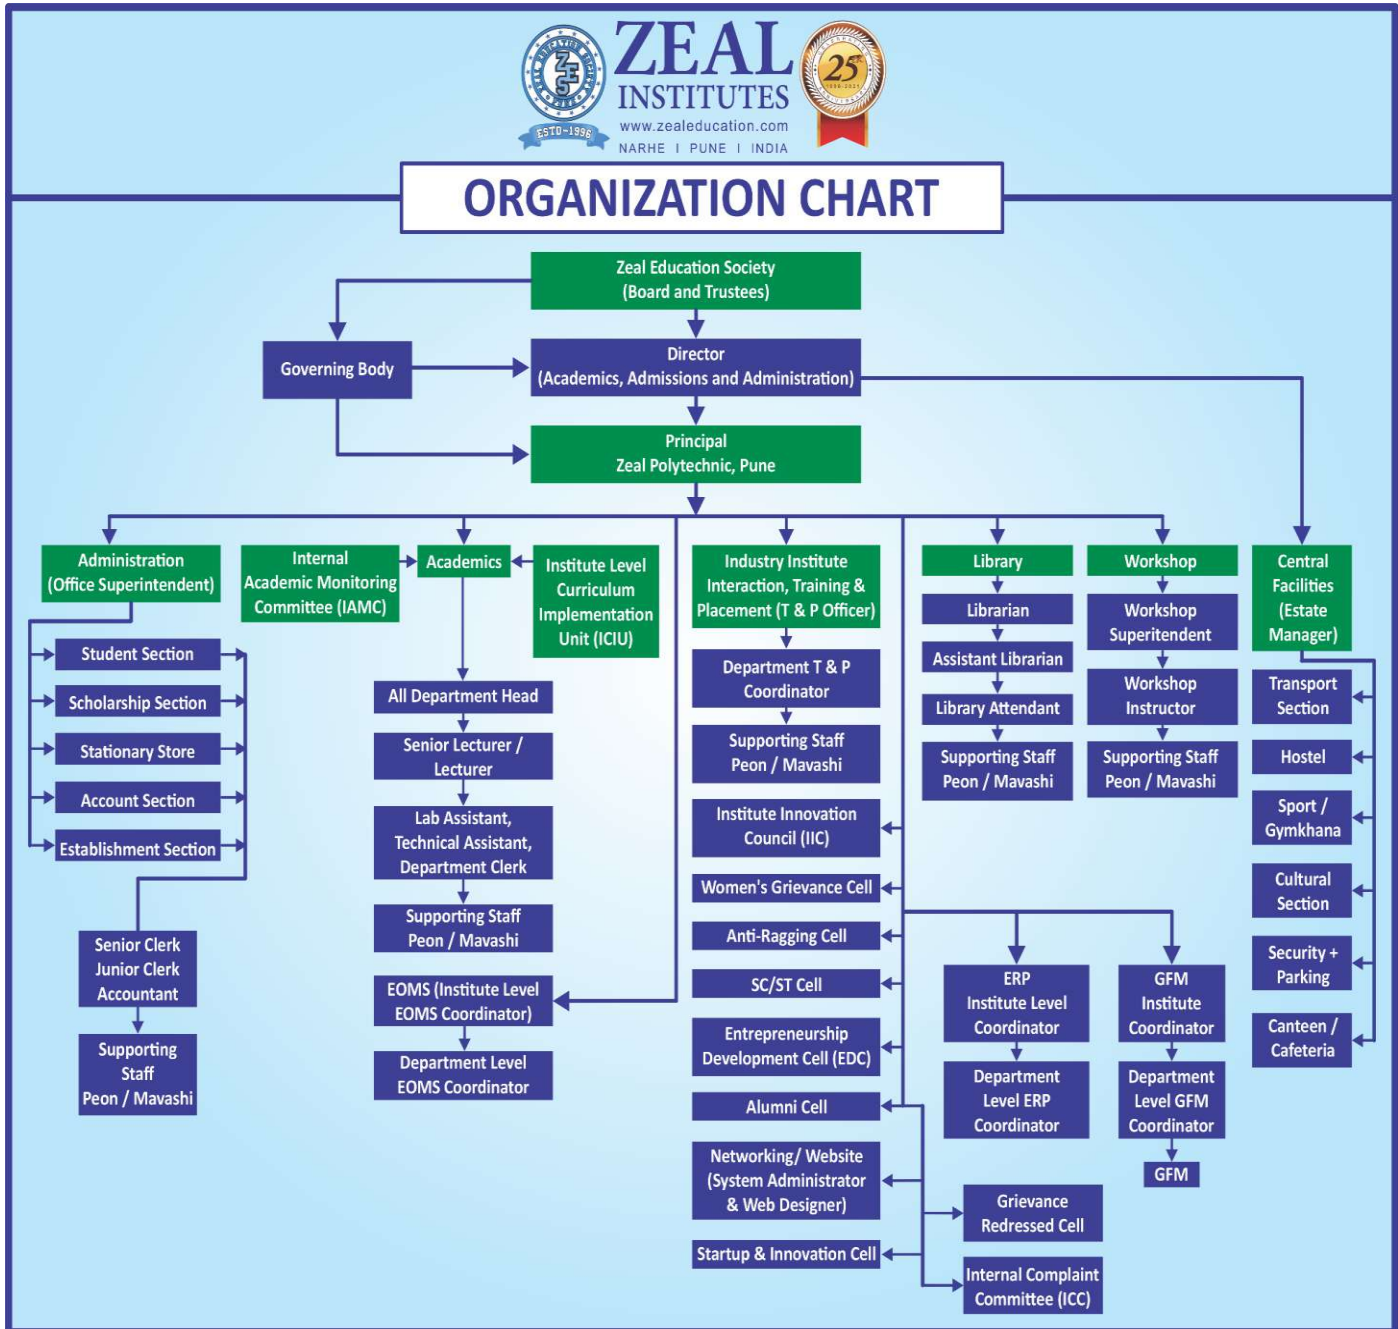 ZEAL
INSTITUTES
www.zealeducation.com
NARHE | PUNE | INDIA
ZEAL EDUCATION SOCIETY
ZES
ESTD-1996
25
1996-2021
ORGANIZATION CHART
Zeal Education Society
(Board and Trustees)
Governing Body
Director
(Academics, Admissions and Administration)
Principal
Zeal Polytechnic, Pune
Administration
(Office Superintendent)
Student Section
Scholarship Section
Stationary Store
Account Section
Establishment Section
Senior Clerk
Junior Clerk
Accountant
Supporting
Staff
Peon / Mavashi
Internal
Academic Monitoring
Committee (IAMC)
Academics
Institute Level
Curriculum
Implementation
Unit (ICIU)
All Department Head
Senior Lecturer /
Lecturer
Lab Assistant,
Technical Assistant,
Department Clerk
Supporting Staff
Peon / Mavashi
EOMS (Institute Level
EOMS Coordinator)
Department Level
EOMS Coordinator
Industry Institute
Interaction, Training &
Placement (T & P Officer)
Department T & P
Coordinator
Supporting Staff
Peon / Mavashi
Institute Innovation
Council (IIC)
Women's Grievance Cell
Anti-Ragging Cell
SC/ST Cell
Entrepreneurship
Development Cell (EDC)
Alumni Cell
Networking/ Website
(System Administrator
& Web Designer)
Startup & Innovation Cell
Library
Librarian
Assistant Librarian
Library Attendant
Supporting Staff
Peon / Mavashi
Workshop
Workshop
Superitendent
Workshop
Instructor
Supporting Staff
Peon / Mavashi
ERP
Institute Level
Coordinator
Department
Level ERP
Coordinator
GFM
Institute
Coordinator
Department
Level GFM
Coordinator
GFM
Grievance
Redressed Cell
Internal Complaint
Committee (ICC)
Central
Facilities
(Estate
Manager)
Transport
Section
Hostel
Sport /
Gymkhana
Cultural
Section
Security +
Parking
Canteen /
Cafeteria